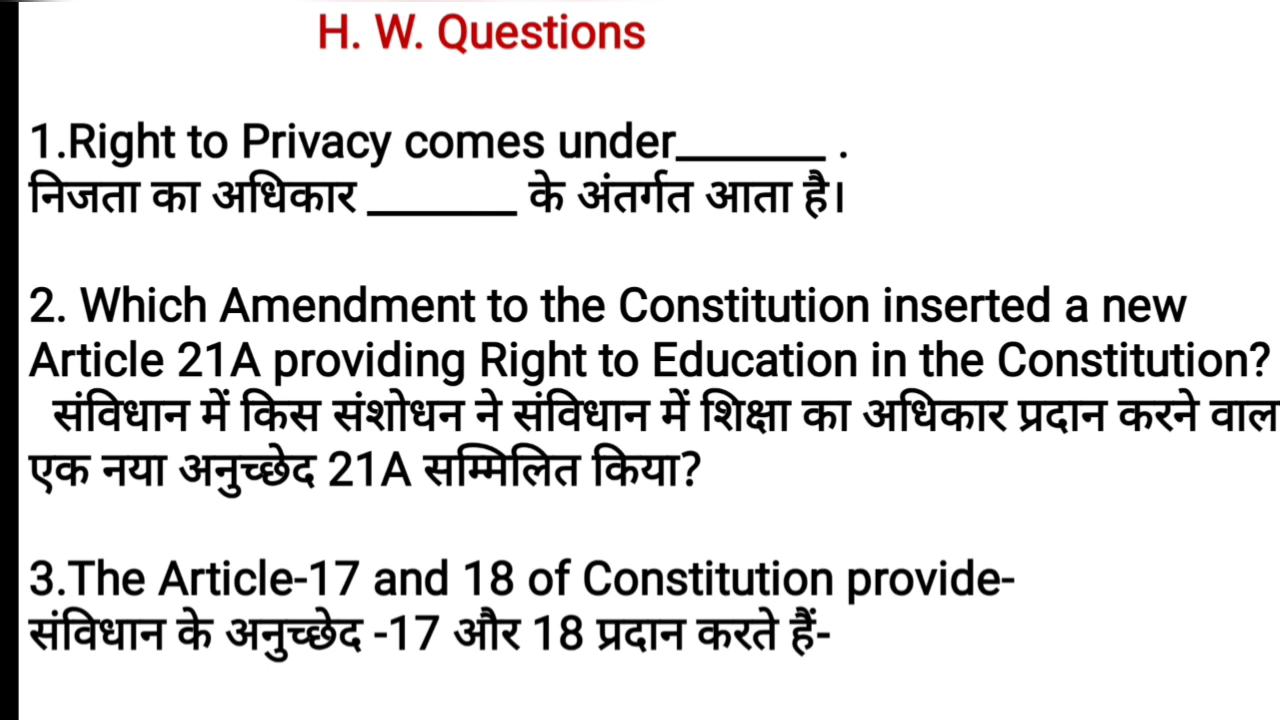 H. W. Questions
1.Right to Privacy comes under_______ .
निजता का अधिकार _______ के अंतर्गत आता है।
2. Which Amendment to the Constitution inserted a new
Article 21A providing Right to Education in the Constitution?
संविधान में किस संशोधन ने संविधान में शिक्षा का अधिकार प्रदान करने वाल
एक नया अनुच्छेद 21A सम्मिलित किया?
3.The Article-17 and 18 of Constitution provide-
संविधान के अनुच्छेद -17 और 18 प्रदान करते हैं-